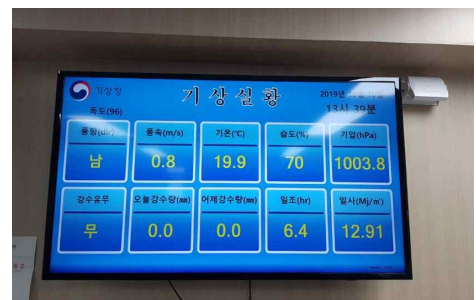 기상청
기상실황
2019년
13시 39분
독도(96)
풍향(dir) 풍속(m/s) 기온(℃) 습도(%) 기압(hPa)
남 0.8 19.9 70 1003.8
강수유무 오늘강수량(㎜) 어제강수량(㎜) 일조(hr) 일사(Mj/㎡)
무 0.0 0.0 6.4 12.91